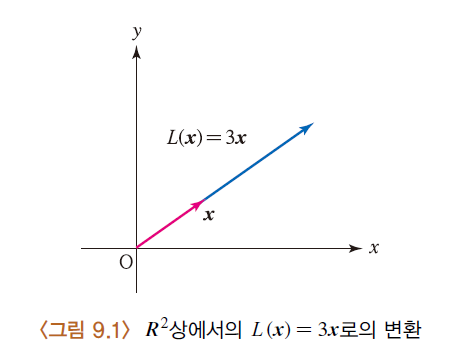 y
L(x)=3x
x
x
O
〈그림 9.1〉 R²상에서의 L(x)=3x로의 변환